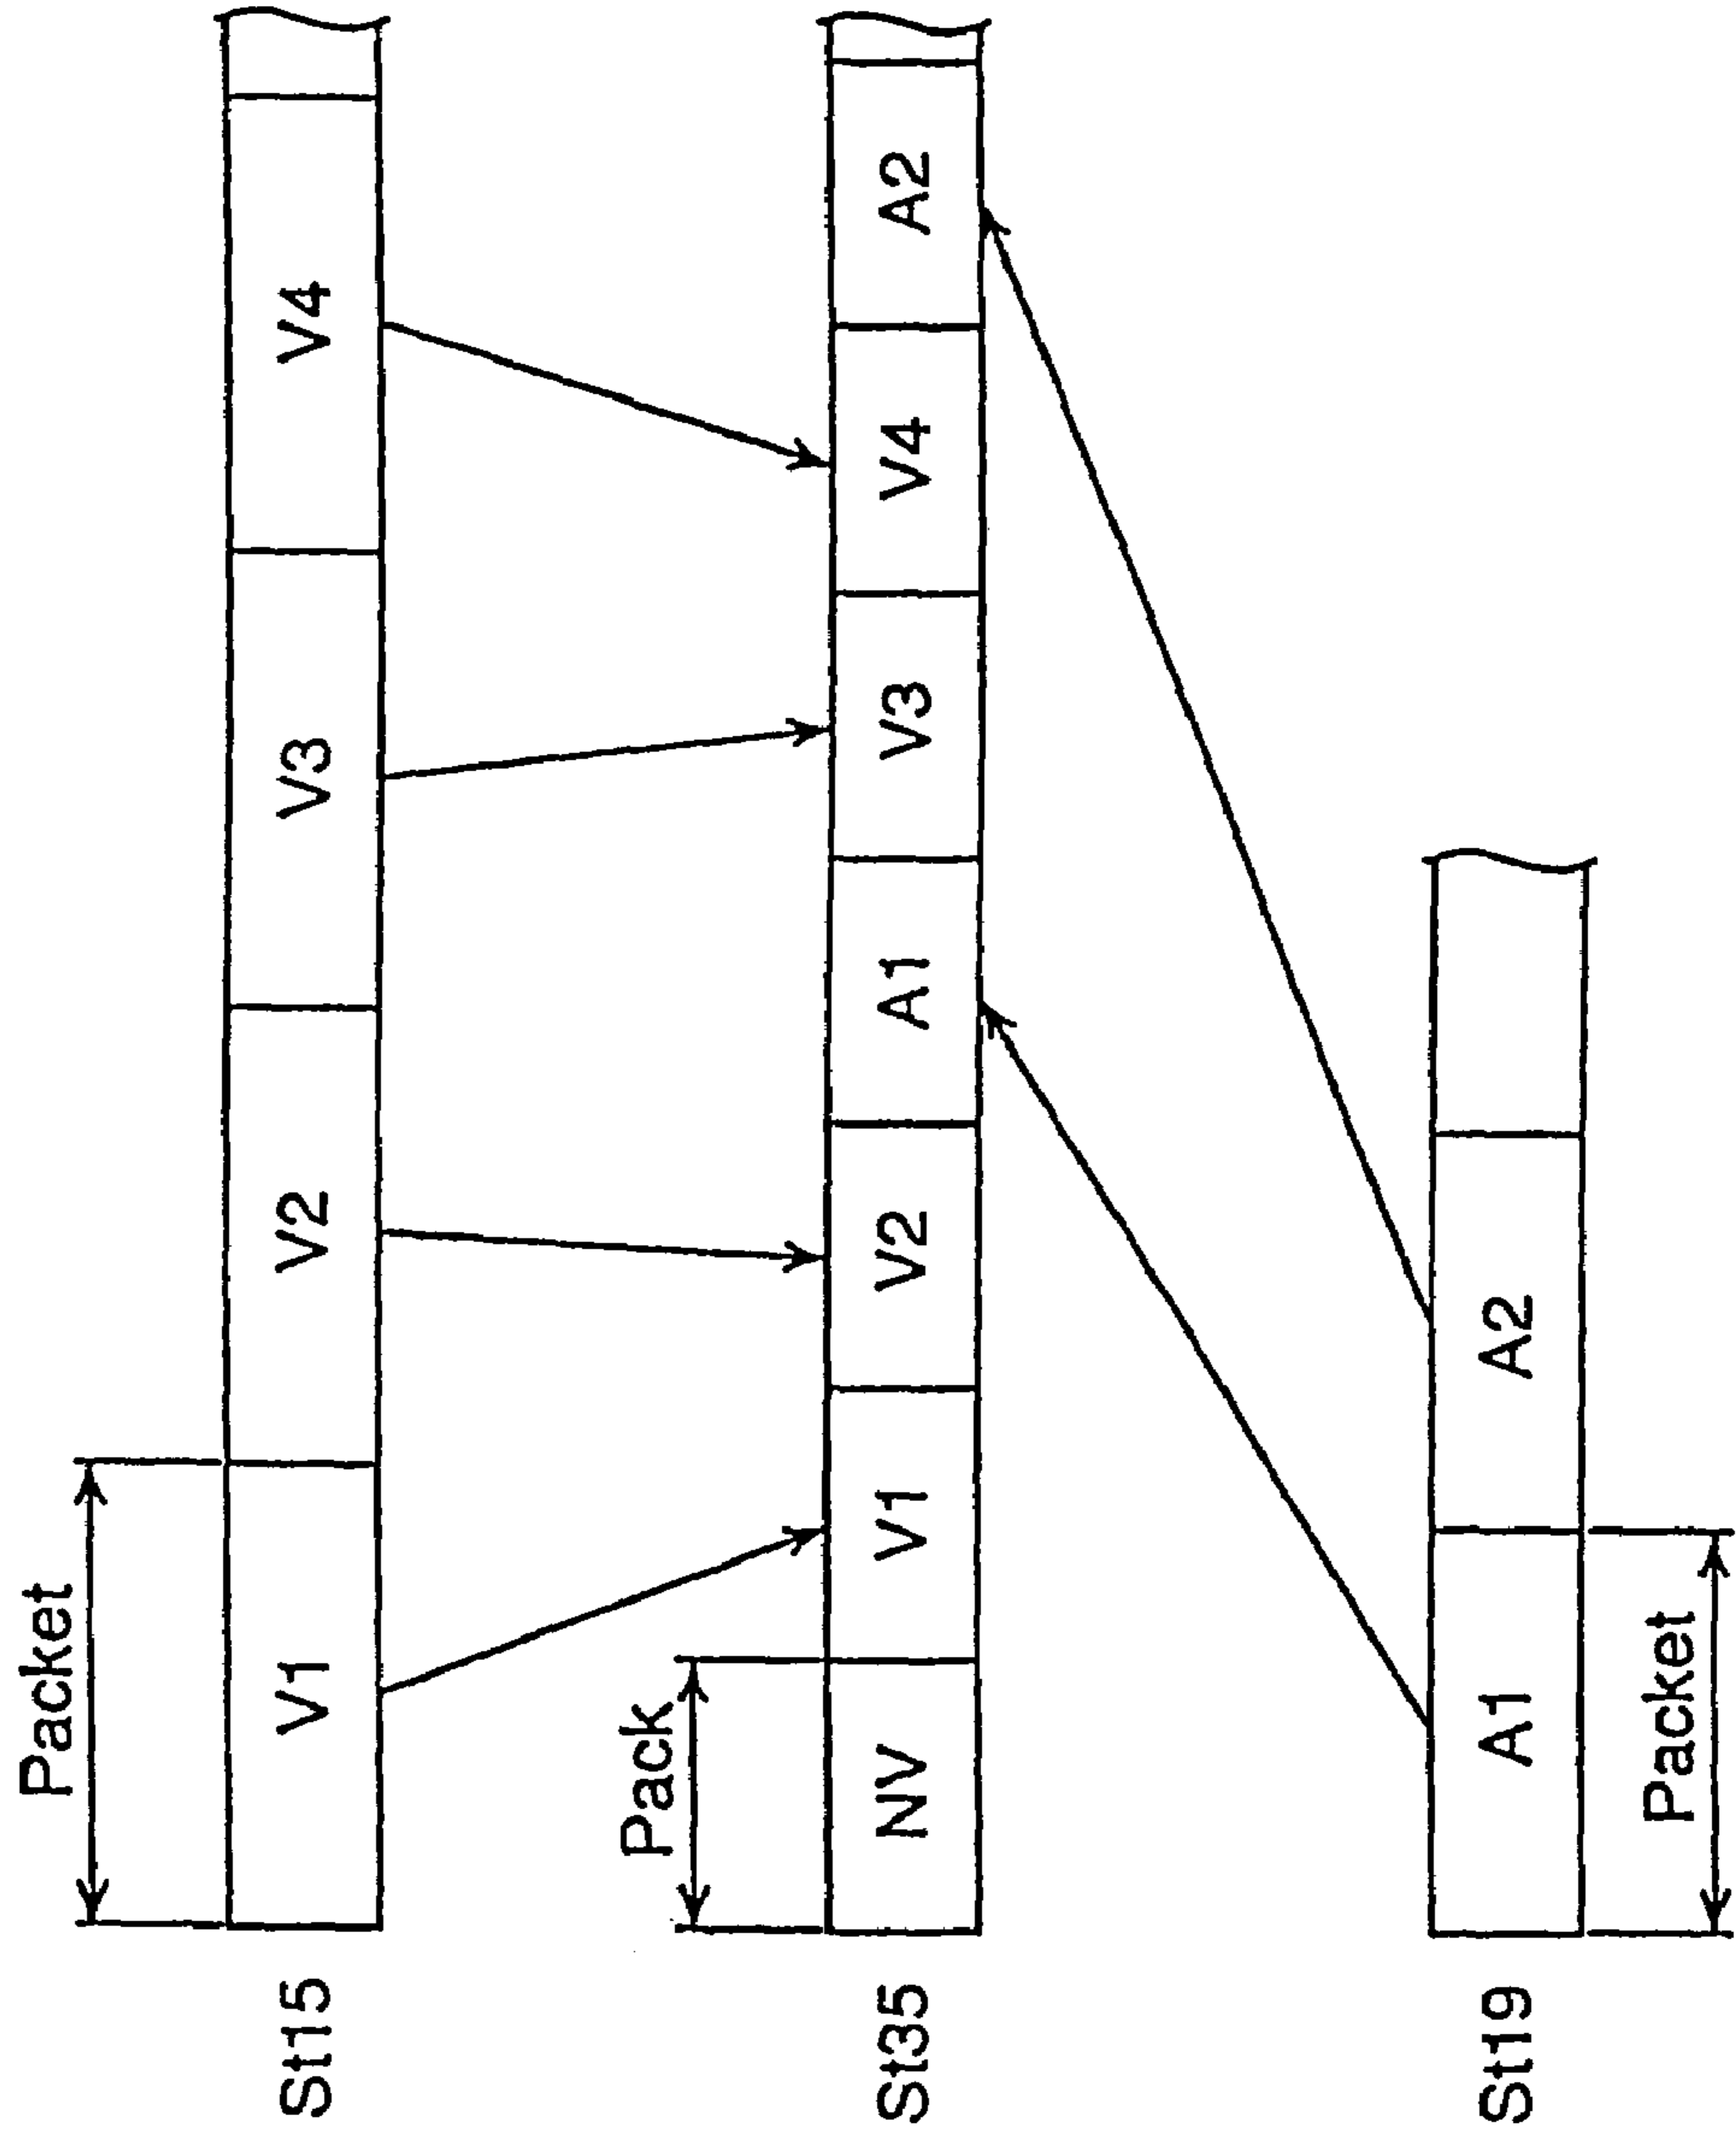 Packet
St15 V1 V2 V3 V4
Pack
St35 NV V1 V2 A1 V3 V4 A2
St19 A1 A2
Packet